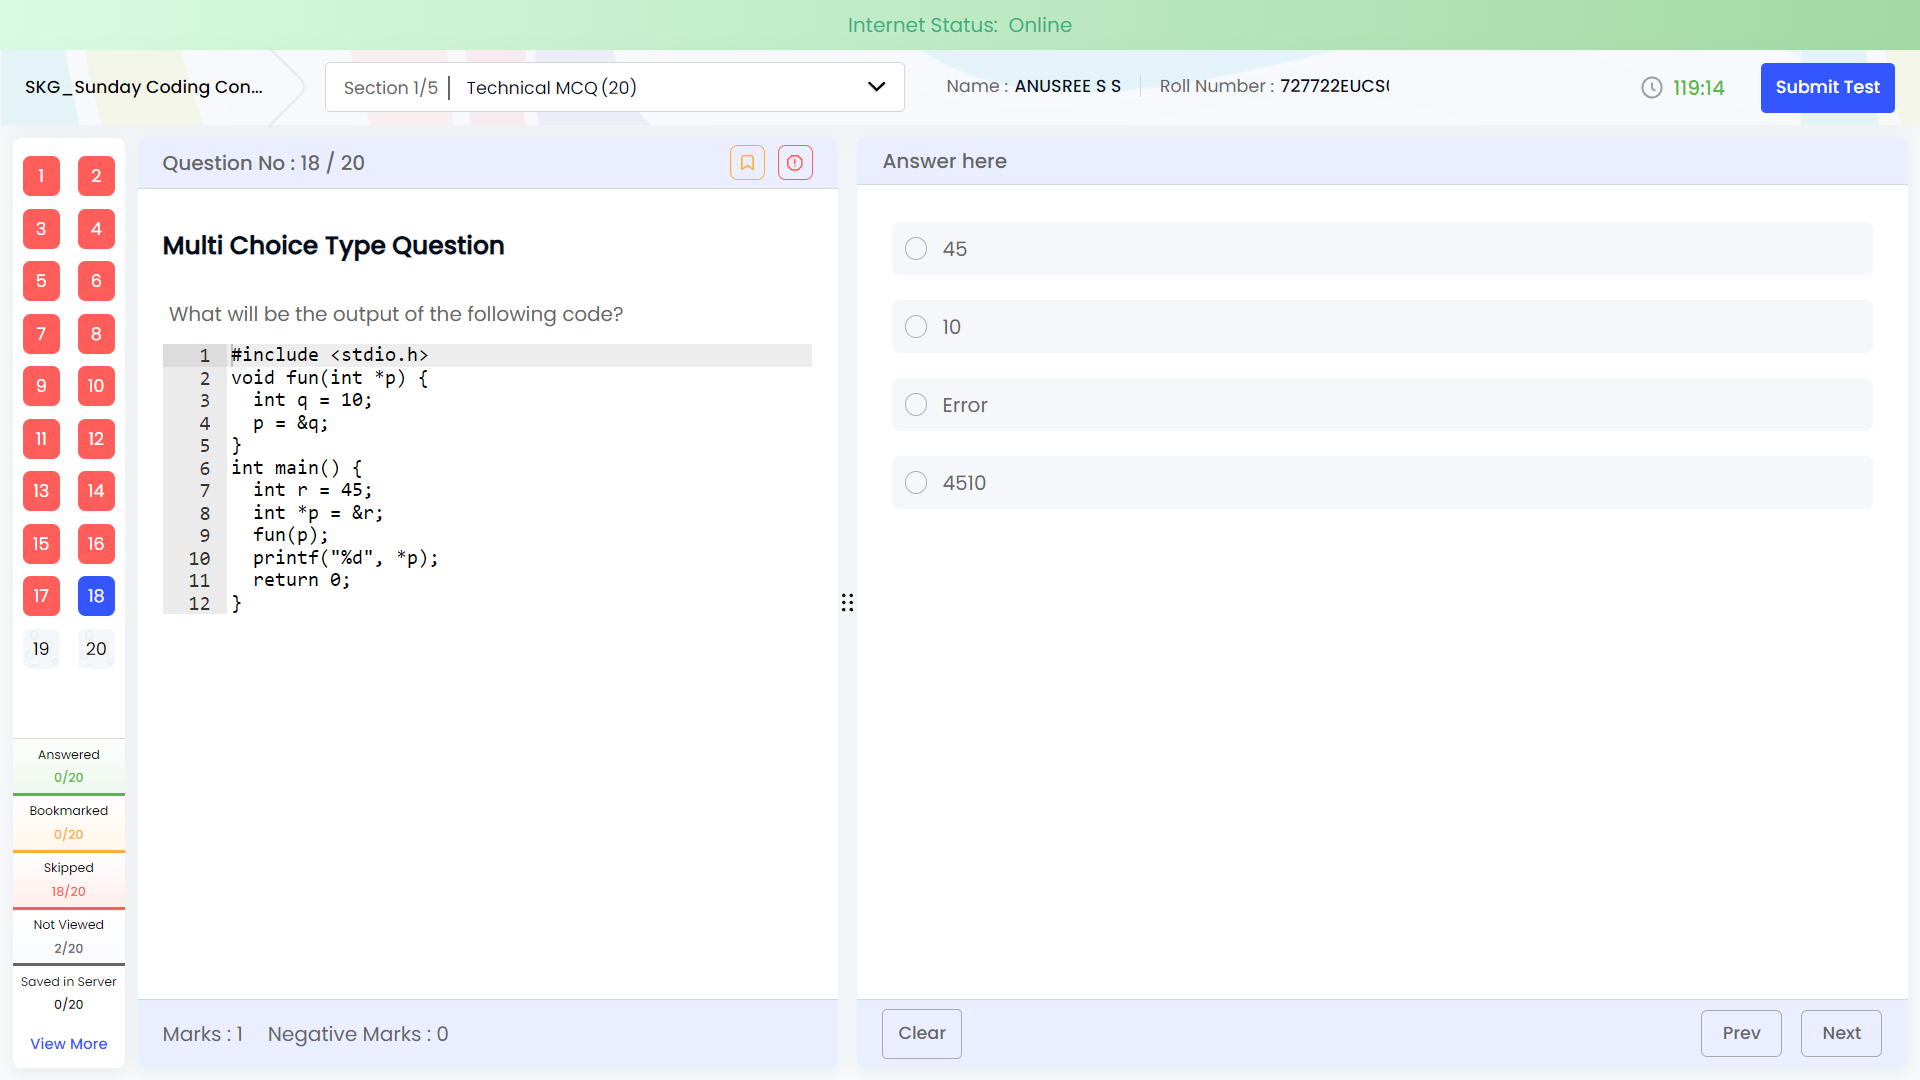 Internet Status: Online
SKG_Sunday Coding Con...
Section 1/5 | Technical MCQ (20)
Name : ANUSREE S S
Roll Number : 727722EUCS
119:14
Submit Test
1 2
3 4
5 6
7 8
9 10
11 12
13 14
15 16
17 18
19 20
Answered
0/20
Bookmarked
0/20
Skipped
18/20
Not Viewed
2/20
Saved in Server
0/20
View More
Question No : 18 / 20
Multi Choice Type Question
What will be the output of the following code?
1 #include <stdio.h>
2 void fun(int *p) {
3   int q = 10;
4   p = &q;
5 }
6 int main() {
7   int r = 45;
8   int *p = &r;
9   fun(p);
10   printf("%d", *p);
11   return 0;
12 }
Marks : 1 Negative Marks : 0
Answer here
45
10
Error
4510
Clear
Prev
Next